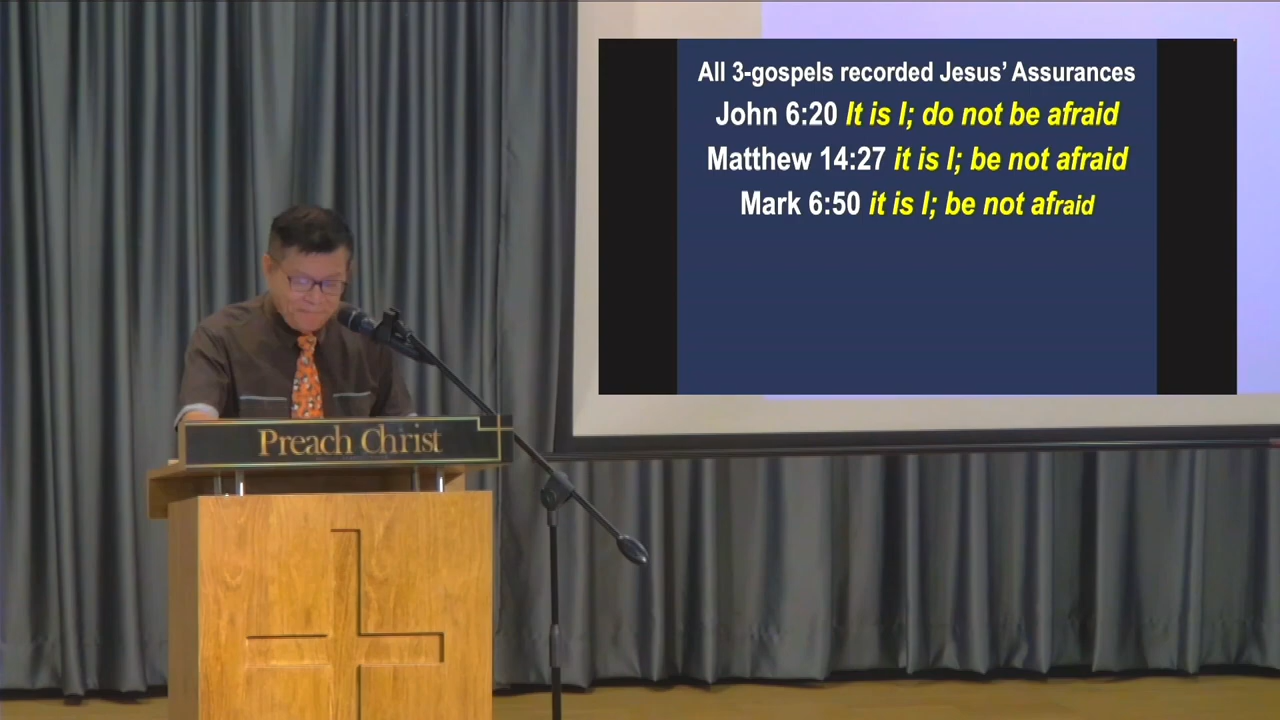 All 3-gospels recorded Jesus’ Assurances
John 6:20 It is I; do not be afraid
Matthew 14:27 it is I; be not afraid
Mark 6:50 it is I; be not afraid
Preach Christ